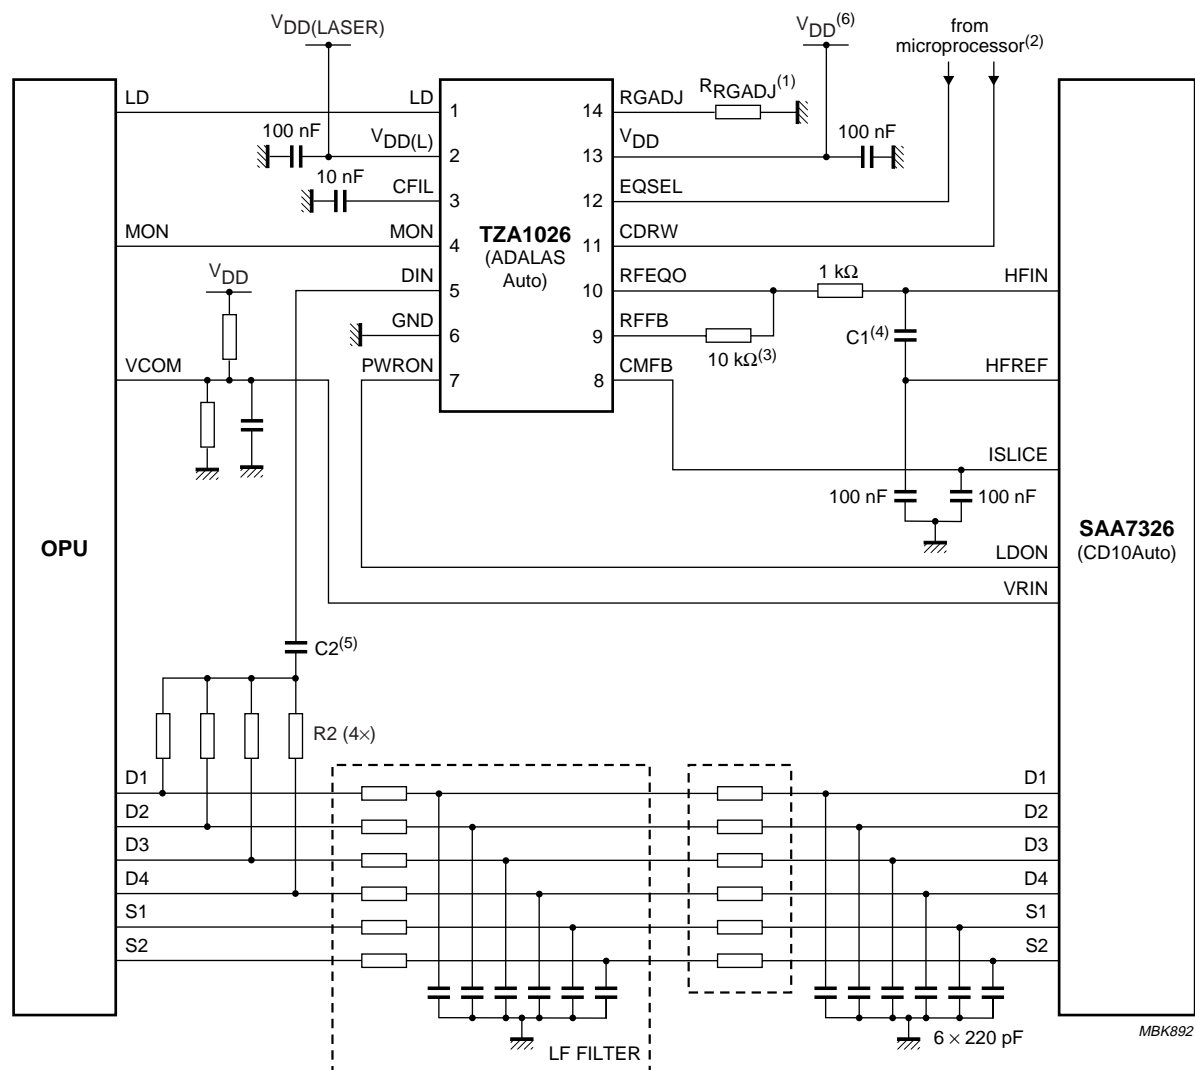 VDD(LASER)
VDD(6)
from
microprocessor(2)
LD
LD
1
14
RGADJ
RRGADJ(1)
100 nF
VDD(L)
2
13
VDD
100 nF
10 nF
CFIL
3
12
EQSEL
MON
MON
4
TZA1026
(ADALAS
Auto)
11
CDRW
VDD
DIN
5
10
RFEQO
1 kΩ
HFIN
GND
6
9
RFFB
10 kΩ(3)
C1(4)
VCOM
PWRON
7
8
CMFB
HFREF
ISLICE
100 nF
100 nF
OPU
SAA7326
(CD10Auto)
LDON
VRIN
C2(5)
R2 (4×)
D1
D1
D2
D2
D3
D3
D4
D4
S1
S1
S2
S2
LF FILTER
6 × 220 pF
MBK892